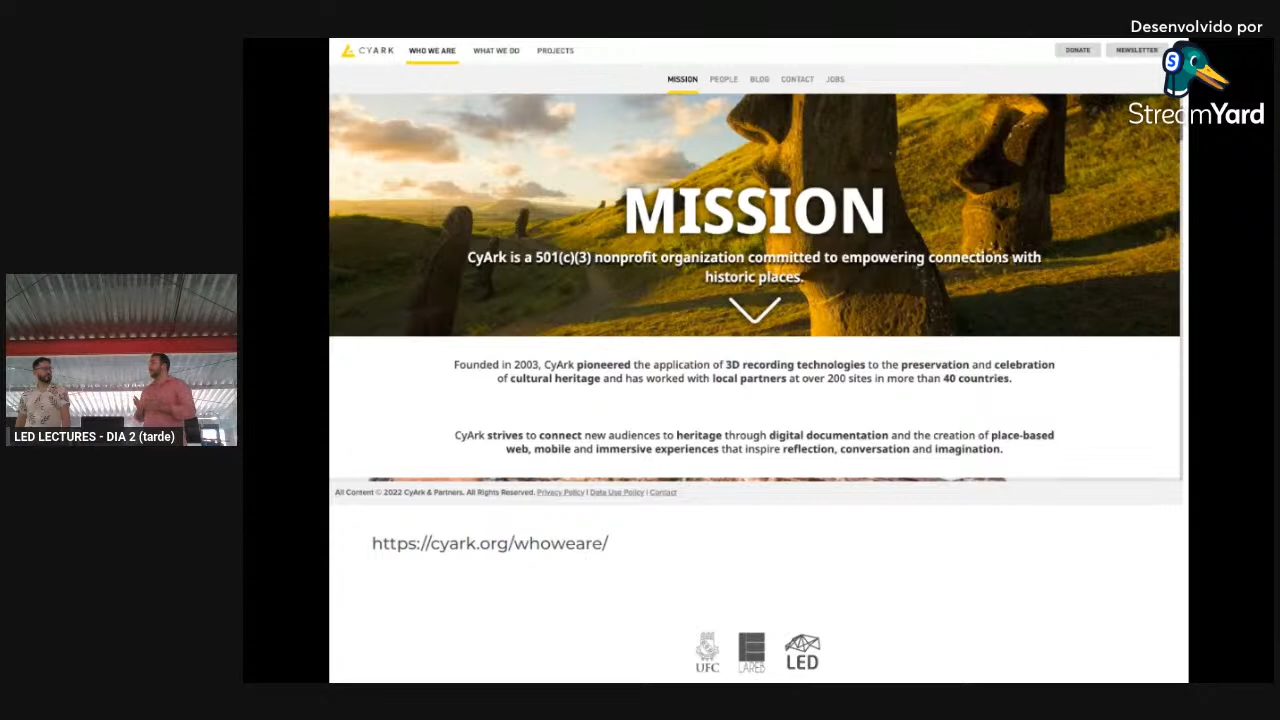 Desenvolvido por
StreamYard
CYARK
WHO WE ARE
WHAT WE DO
PROJECTS
DONATE
NEWSLETTER
MISSION
PEOPLE
BLOG
CONTACT
JOBS
MISSION
CyArk is a 501(c)(3) nonprofit organization committed to empowering connections with
historic places.
Founded in 2003, CyArk pioneered the application of 3D recording technologies to the preservation and celebration
of cultural heritage and has worked with local partners at over 200 sites in more than 40 countries.
CyArk strives to connect new audiences to heritage through digital documentation and the creation of place-based
web, mobile and immersive experiences that inspire reflection, conversation and imagination.
All Content © 2022 CyArk & Partners. All Rights Reserved. Privacy Policy | Data Use Policy | Contact
https://cyark.org/whoweare/
UFC
LAREB
LED
LED LECTURES - DIA 2 (tarde)